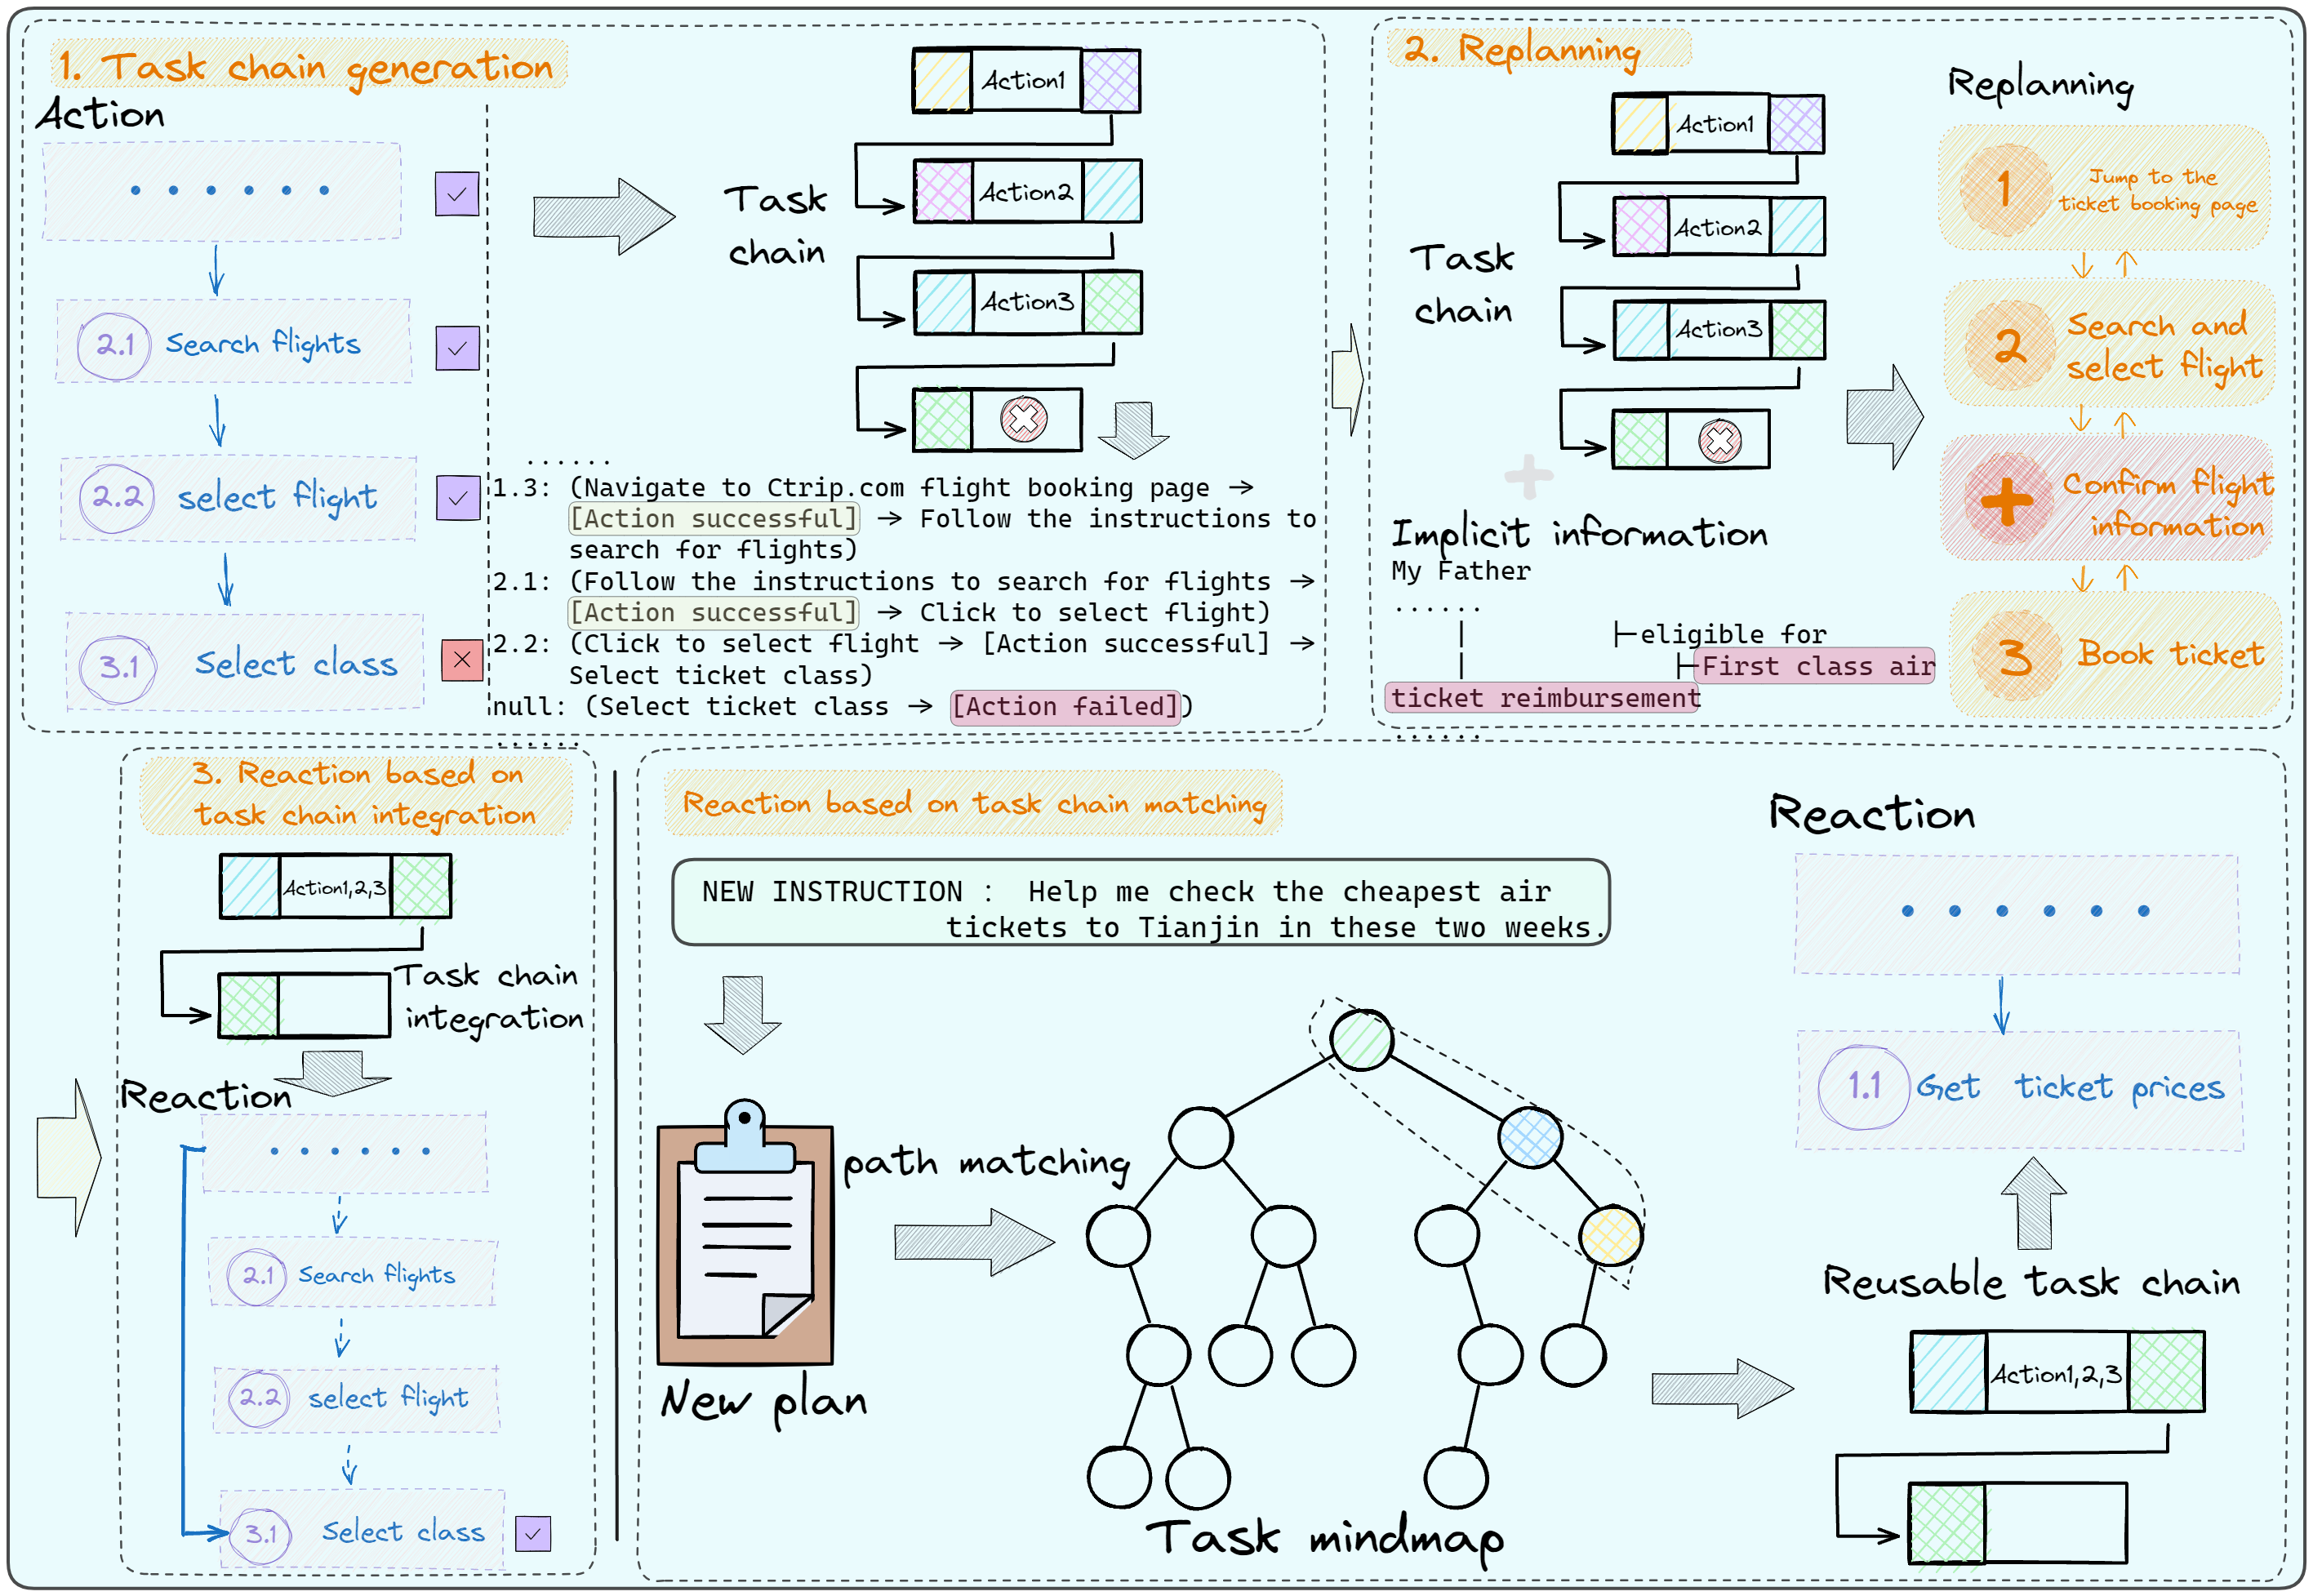 1. Task chain generation
Action
2.1 Search flights
2.2 select flight
3.1 Select class
Task
chain
Action1
Action2
Action3
......
1.3: (Navigate to Ctrip.com flight booking page →
[Action successful] → Follow the instructions to
search for flights)
2.1: (Follow the instructions to search for flights →
[Action successful] → Click to select flight)
2.2: (Click to select flight → [Action successful] →
Select ticket class)
null: (Select ticket class → [Action failed])
......
2. Replanning
Task
chain
Action1
Action2
Action3
Implicit information
My Father
......
| ├─eligible for
| ├─First class air
ticket reimbursement
......
Replanning
1 Jump to the
ticket booking page
2 Search and
select flight
+ Confirm flight
information
3 Book ticket
3. Reaction based on
task chain integration
Action1,2,3
Task chain
integration
Reaction
2.1 Search flights
2.2 select flight
3.1 Select class
Reaction based on task chain matching
NEW INSTRUCTION : Help me check the cheapest air
tickets to Tianjin in these two weeks.
New plan
path matching
Task mindmap
Reaction
1.1 Get ticket prices
Reusable task chain
Action1,2,3